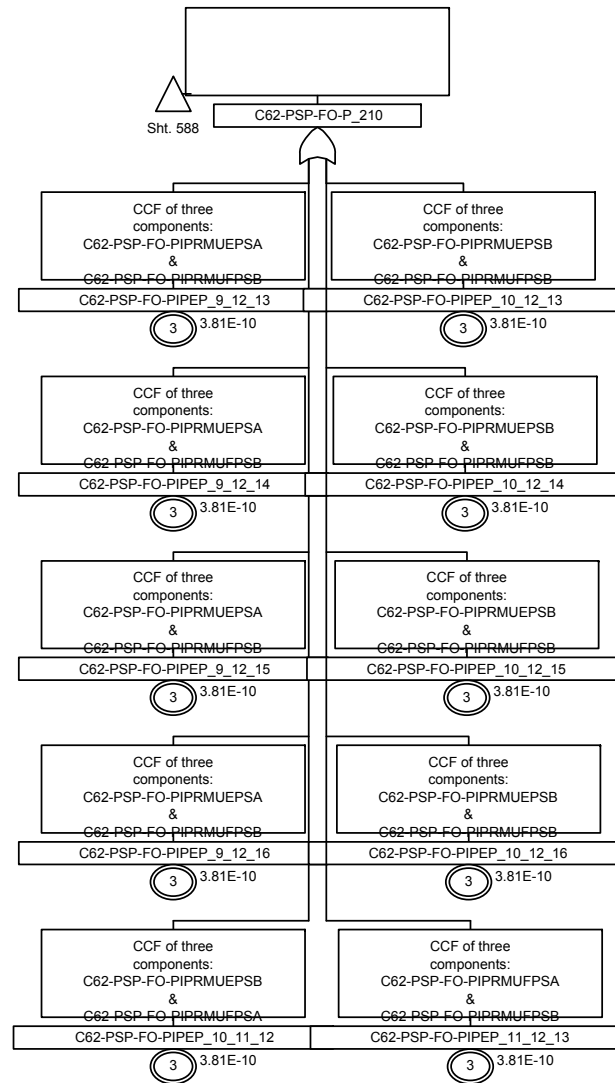 Sht. 588
C62-PSP-FO-P_210
CCF of three
components:
C62-PSP-FO-PIPRMUEPSA
&
C62-PSP-FO-PIPRMUFPSB
C62-PSP-FO-PIPEP_9_12_13
3
3.81E-10
CCF of three
components:
C62-PSP-FO-PIPRMUEPSB
&
C62-PSP-FO-PIPRMUFPSB
C62-PSP-FO-PIPEP_10_12_13
3
3.81E-10
CCF of three
components:
C62-PSP-FO-PIPRMUEPSA
&
C62-PSP-FO-PIPRMUFPSB
C62-PSP-FO-PIPEP_9_12_14
3
3.81E-10
CCF of three
components:
C62-PSP-FO-PIPRMUEPSB
&
C62-PSP-FO-PIPRMUFPSB
C62-PSP-FO-PIPEP_10_12_14
3
3.81E-10
CCF of three
components:
C62-PSP-FO-PIPRMUEPSA
&
C62-PSP-FO-PIPRMUFPSB
C62-PSP-FO-PIPEP_9_12_15
3
3.81E-10
CCF of three
components:
C62-PSP-FO-PIPRMUEPSB
&
C62-PSP-FO-PIPRMUFPSB
C62-PSP-FO-PIPEP_10_12_15
3
3.81E-10
CCF of three
components:
C62-PSP-FO-PIPRMUEPSA
&
C62-PSP-FO-PIPRMUFPSB
C62-PSP-FO-PIPEP_9_12_16
3
3.81E-10
CCF of three
components:
C62-PSP-FO-PIPRMUEPSB
&
C62-PSP-FO-PIPRMUFPSB
C62-PSP-FO-PIPEP_10_12_16
3
3.81E-10
CCF of three
components:
C62-PSP-FO-PIPRMUEPSB
&
C62-PSP-FO-PIPRMUFPSA
C62-PSP-FO-PIPEP_10_11_12
3
3.81E-10
CCF of three
components:
C62-PSP-FO-PIPRMUFPSA
&
C62-PSP-FO-PIPRMUFPSB
C62-PSP-FO-PIPEP_11_12_13
3
3.81E-10